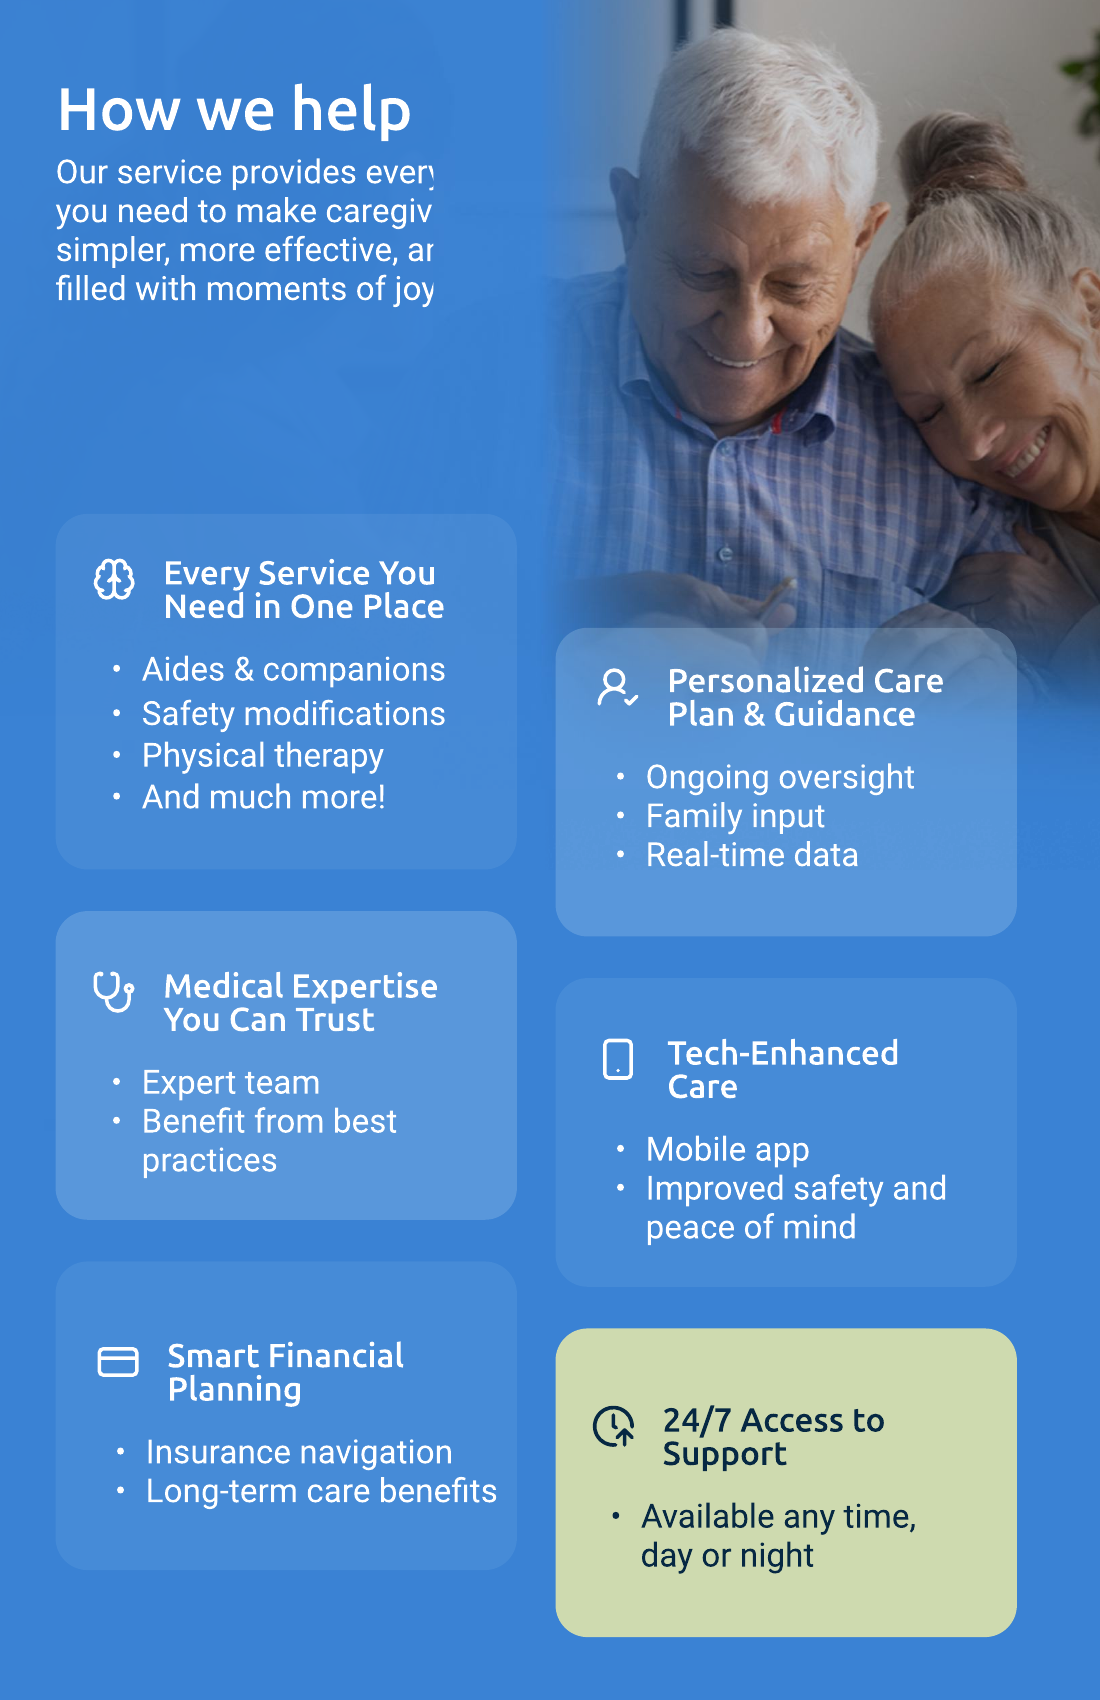 How we help
Our service provides every
you need to make caregiv
simpler, more effective, ar
filled with moments of joy
Every Service You
Need in One Place
• Aides & companions
• Safety modifications
• Physical therapy
• And much more!
Personalized Care
Plan & Guidance
• Ongoing oversight
• Family input
• Real-time data
Medical Expertise
You Can Trust
• Expert team
• Benefit from best
practices
Tech-Enhanced
Care
• Mobile app
• Improved safety and
peace of mind
Smart Financial
Planning
• Insurance navigation
• Long-term care benefits
24/7 Access to
Support
• Available any time,
day or night